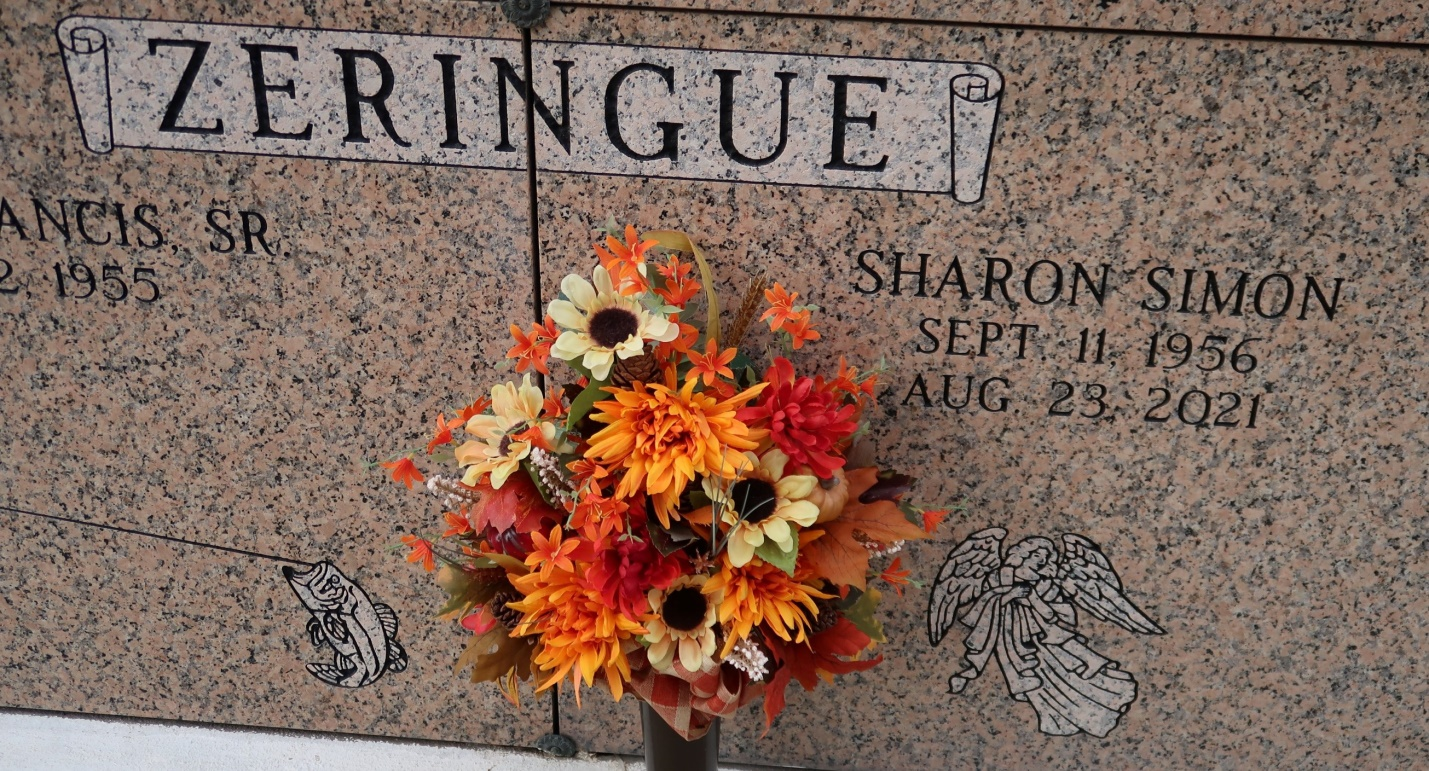 ZERINGUE
ANCIS, SR.
2, 1955
SHARON SIMON
SEPT. 11, 1956
AUG. 23, 2021